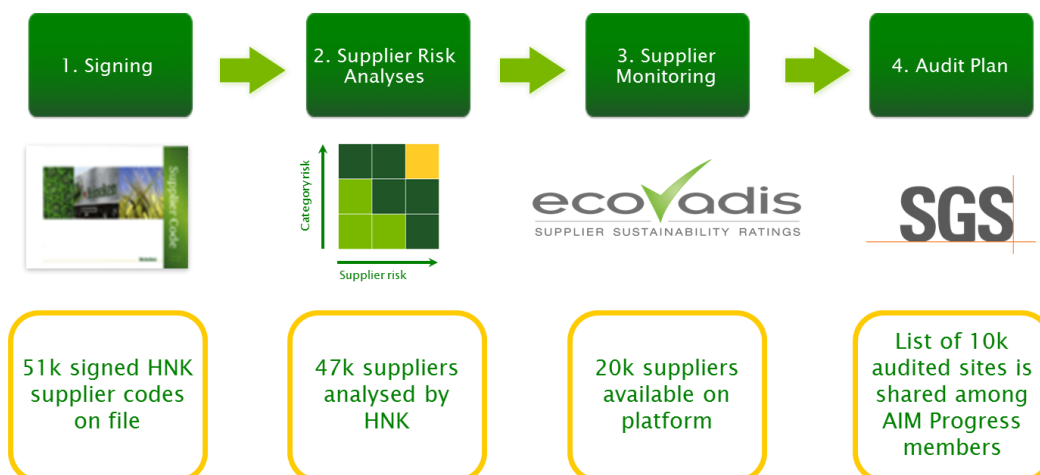 1. Signing
2. Supplier Risk
Analyses
3. Supplier
Monitoring
4. Audit Plan
Supplier Code
Category risk
Supplier risk
ecovadis
SUPPLIER SUSTAINABILITY RATINGS
SGS
51k signed HNK
supplier codes
on file
47k suppliers
analysed by
HNK
20k suppliers
available on
platform
List of 10k
audited sites is
shared among
AIM Progress
members